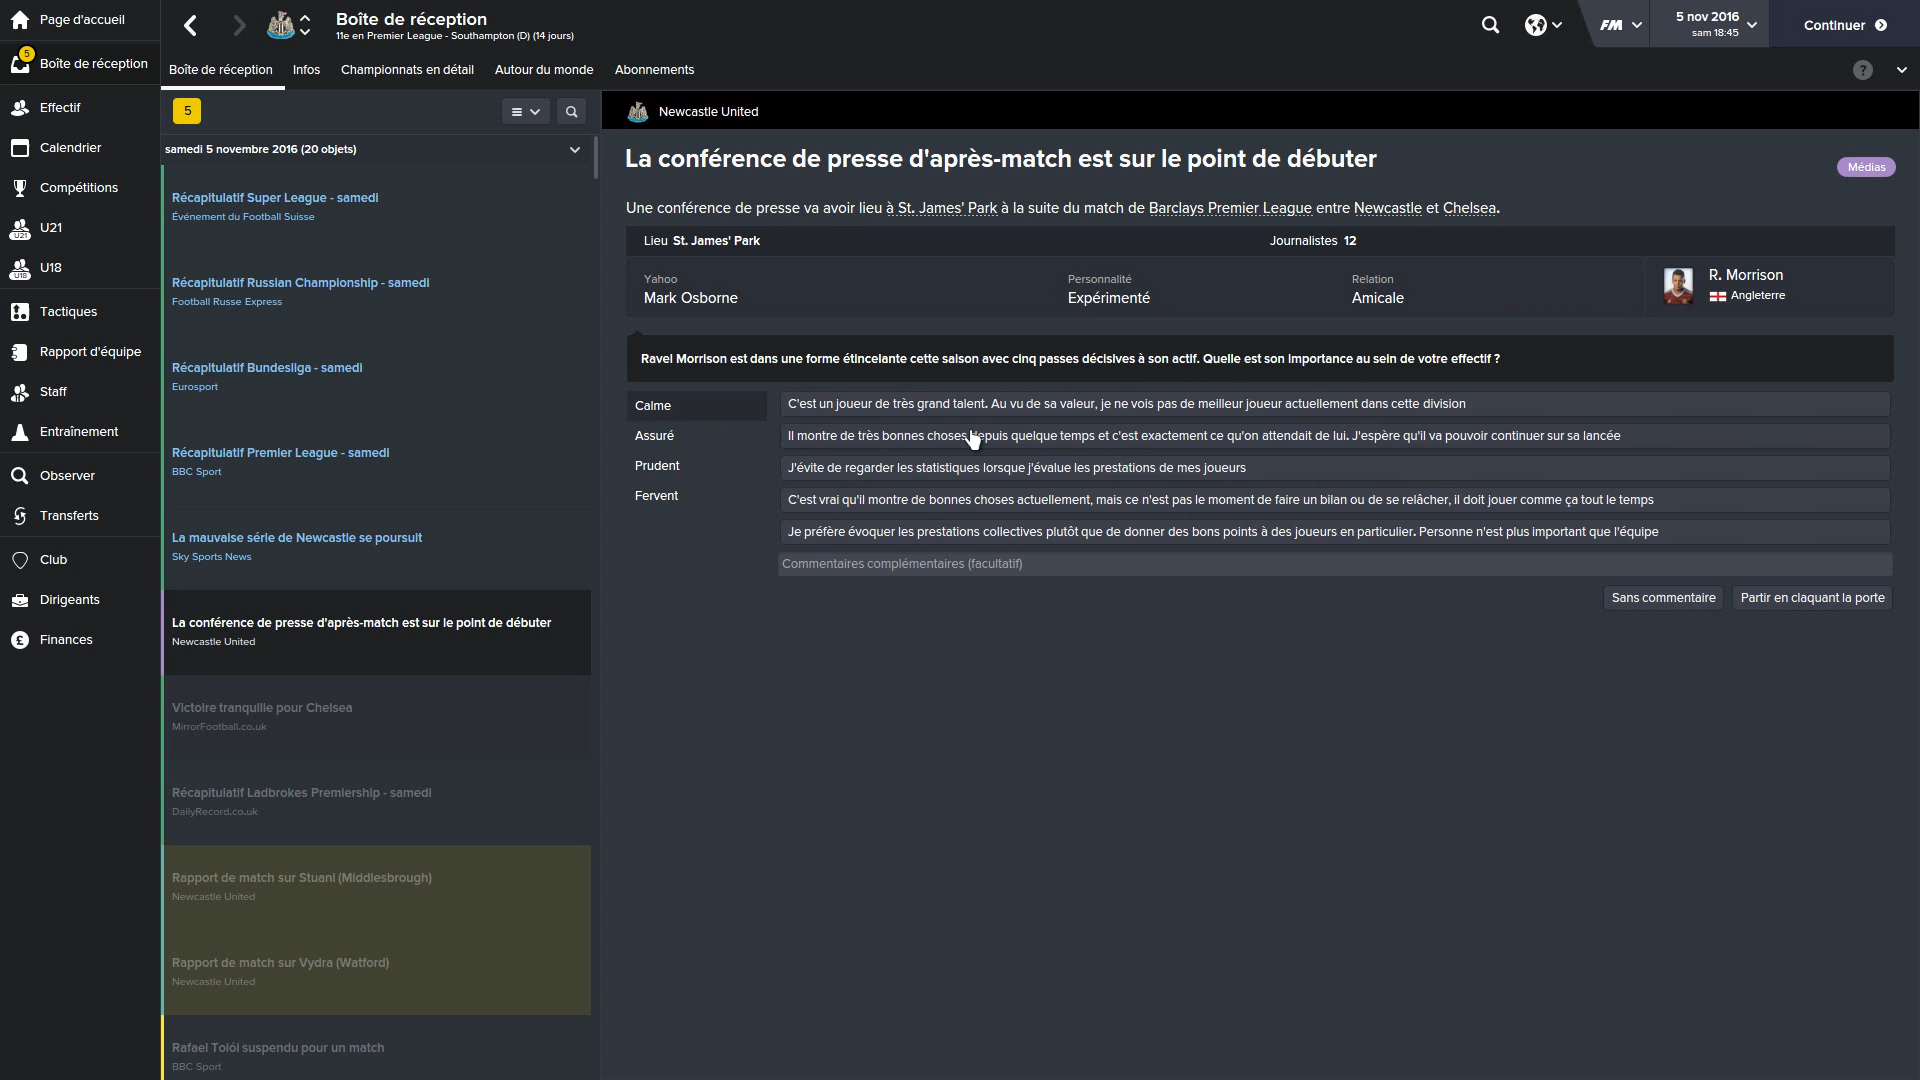 Page d'accueil
5
Boîte de réception
Effectif
Calendrier
Compétitions
U21
U21
U18
U18
Tactiques
Rapport d'équipe
Staff
Entraînement
Observer
Transferts
Club
Dirigeants
Finances
Boîte de réception
11e en Premier League - Southampton (D) (14 jours)
FM
5 nov 2016
sam 18:45
Continuer
Boîte de réception
Infos
Championnats en détail
Autour du monde
Abonnements
?
5
samedi 5 novembre 2016 (20 objets)
Récapitulatif Super League - samedi
Événement du Football Suisse
Récapitulatif Russian Championship - samedi
Football Russe Express
Récapitulatif Bundesliga - samedi
Eurosport
Récapitulatif Premier League - samedi
BBC Sport
La mauvaise série de Newcastle se poursuit
Sky Sports News
La conférence de presse d'après-match est sur le point de débuter
Newcastle United
Victoire tranquille pour Chelsea
MirrorFootball.co.uk
Récapitulatif Ladbrokes Premiership - samedi
DailyRecord.co.uk
Rapport de match sur Stuani (Middlesbrough)
Newcastle United
Rapport de match sur Vydra (Watford)
Newcastle United
Rafael Tolói suspendu pour un match
BBC Sport
Newcastle United
La conférence de presse d'après-match est sur le point de débuter
Médias
Une conférence de presse va avoir lieu à St. James' Park à la suite du match de Barclays Premier League entre Newcastle et Chelsea.
Lieu St. James' Park
Journalistes 12
Yahoo
Mark Osborne
Personnalité
Expérimenté
Relation
Amicale
R. Morrison
Angleterre
Ravel Morrison est dans une forme étincelante cette saison avec cinq passes décisives à son actif. Quelle est son importance au sein de votre effectif ?
Calme
Assuré
Prudent
Fervent
C'est un joueur de très grand talent. Au vu de sa valeur, je ne vois pas de meilleur joueur actuellement dans cette division
Il montre de très bonnes choses depuis quelque temps et c'est exactement ce qu'on attendait de lui. J'espère qu'il va pouvoir continuer sur sa lancée
J'évite de regarder les statistiques lorsque j'évalue les prestations de mes joueurs
C'est vrai qu'il montre de bonnes choses actuellement, mais ce n'est pas le moment de faire un bilan ou de se relâcher, il doit jouer comme ça tout le temps
Je préfère évoquer les prestations collectives plutôt que de donner des bons points à des joueurs en particulier. Personne n'est plus important que l'équipe
Commentaires complémentaires (facultatif)
Sans commentaire
Partir en claquant la porte